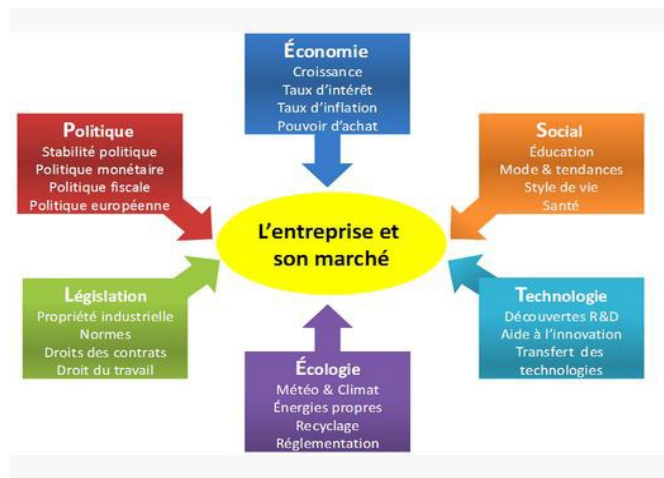 Économie
Croissance
Taux d'intérêt
Taux d'inflation
Pouvoir d'achat
Politique
Stabilité politique
Politique monétaire
Politique fiscale
Politique européenne
Social
Éducation
Mode & tendances
Style de vie
Santé
L'entreprise et
son marché
Législation
Propriété industrielle
Normes
Droits des contrats
Droit du travail
Technologie
Découvertes R&D
Aide à l'innovation
Transfert des
technologies
Écologie
Météo & Climat
Énergies propres
Recyclage
Réglementation